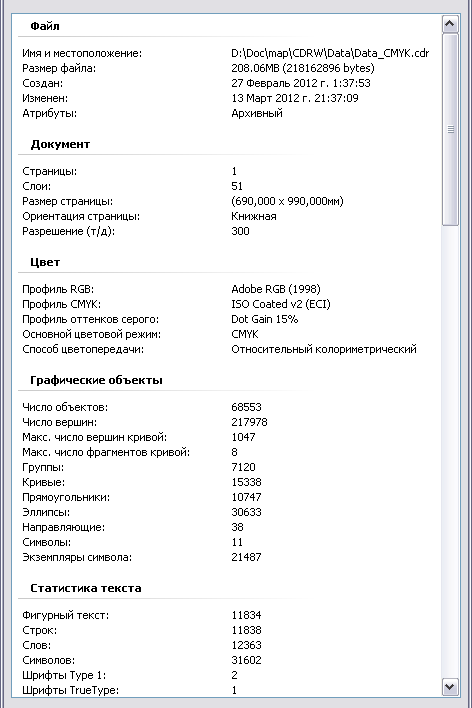 Файл
Имя и местоположение: D:\Doc\map\CDRW\Data\Data_CMYK.cdr
Размер файла: 208.06MB (218162896 bytes)
Создан: 27 Февраль 2012 г. 1:37:53
Изменен: 13 Март 2012 г. 21:37:09
Атрибуты: Архивный
Документ
Страницы: 1
Слои: 51
Размер страницы: (690,000 x 990,000мм)
Ориентация страницы: Книжная
Разрешение (т/д): 300
Цвет
Профиль RGB: Adobe RGB (1998)
Профиль CMYK: ISO Coated v2 (ECI)
Профиль оттенков серого: Dot Gain 15%
Основной цветовой режим: CMYK
Способ цветопередачи: Относительный колориметрический
Графические объекты
Число объектов: 68553
Число вершин: 217978
Макс. число вершин кривой: 1047
Макс. число фрагментов кривой: 8
Группы: 7120
Кривые: 15338
Прямоугольники: 10747
Эллипсы: 30633
Направляющие: 38
Символы: 11
Экземпляры символа: 21487
Статистика текста
Фигурный текст: 11834
Строк: 11838
Слов: 12363
Символов: 31602
Шрифты Type 1: 2
Шрифты TrueType: 1